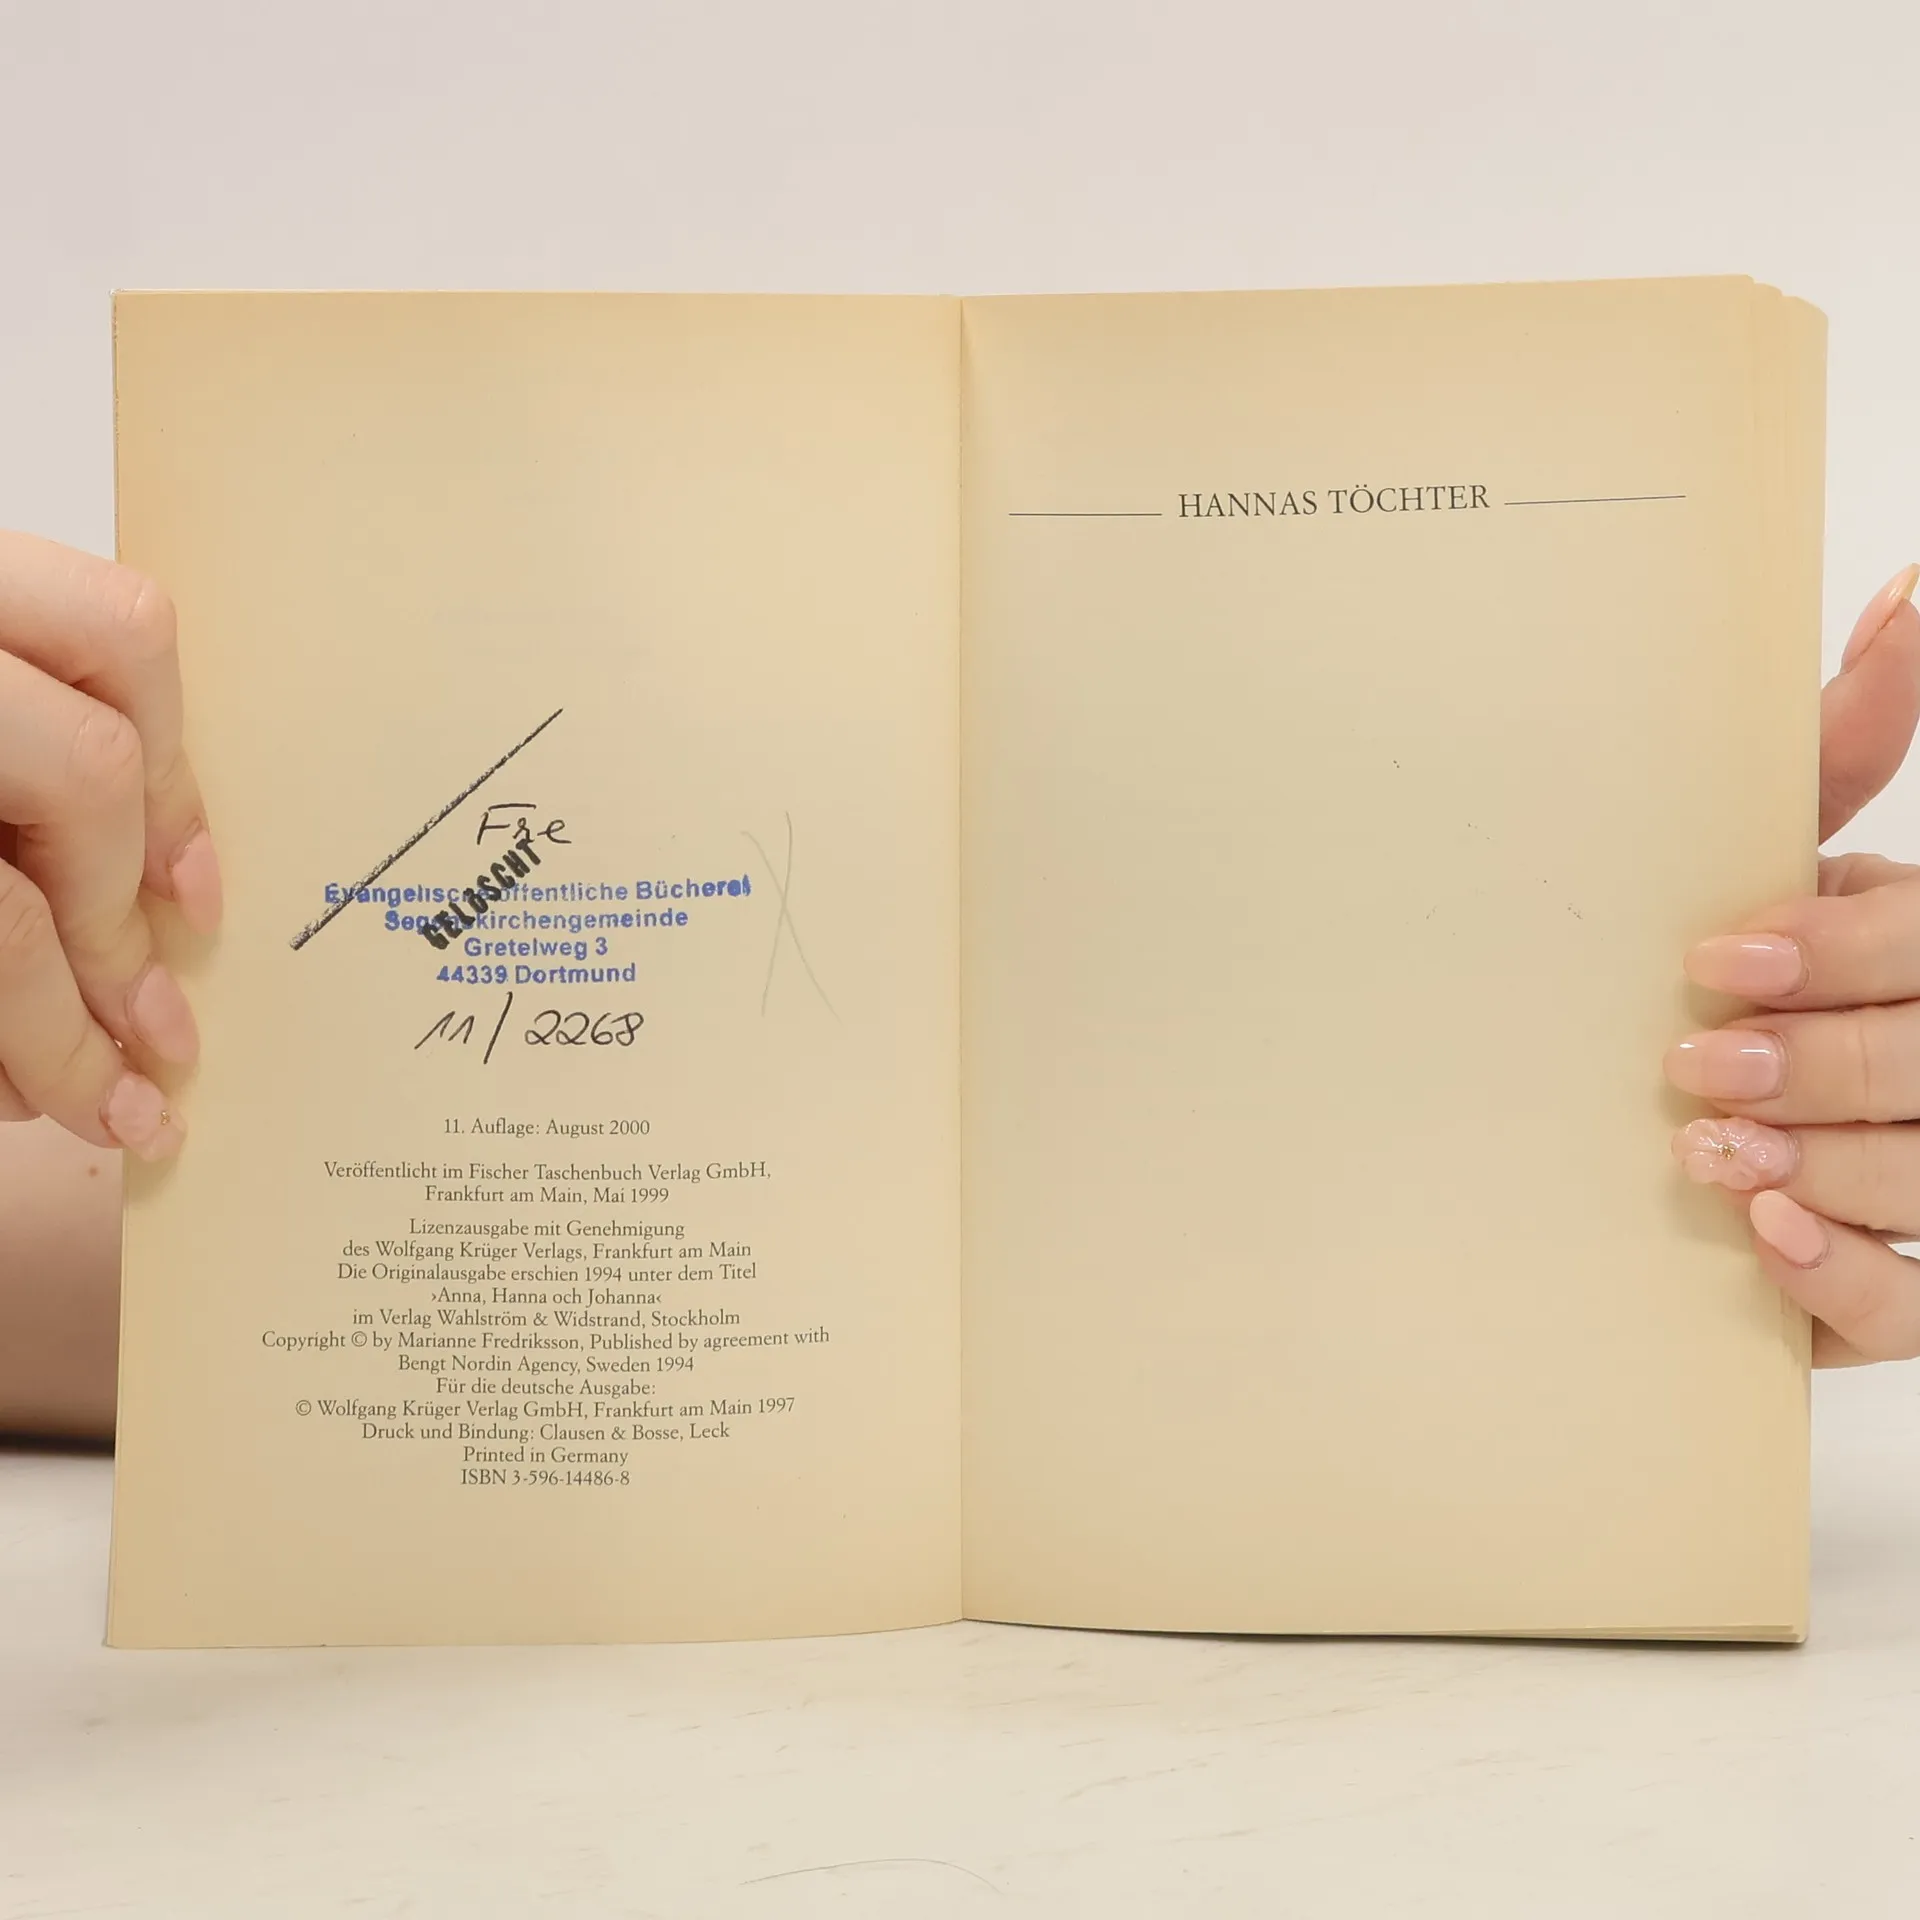 Fre
GELÖSCHT
Evangelische öffentliche Bücherei
Segenskirchengemeinde
Gretelweg 3
44339 Dortmund
11/2268
11. Auflage: August 2000
Veröffentlicht im Fischer Taschenbuch Verlag GmbH,
Frankfurt am Main, Mai 1999
Lizenzausgabe mit Genehmigung
des Wolfgang Krüger Verlags, Frankfurt am Main
Die Originalausgabe erschien 1994 unter dem Titel
›Anna, Hanna och Johanna‹
im Verlag Wahlström & Widstrand, Stockholm
Copyright © by Marianne Fredriksson, Published by agreement with
Bengt Nordin Agency, Sweden 1994
Für die deutsche Ausgabe:
© Wolfgang Krüger Verlag GmbH, Frankfurt am Main 1997
Druck und Bindung: Clausen & Bosse, Leck
Printed in Germany
ISBN 3-596-14486-8
HANNAS TÖCHTER